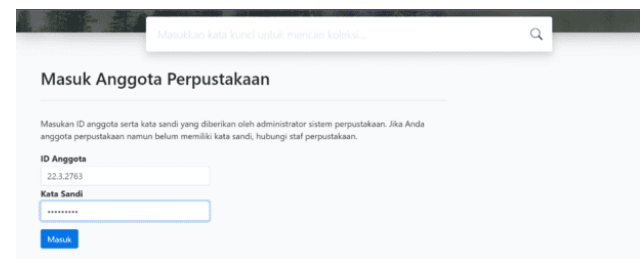 Masukkan kata kunci untuk mencari koleksi...
Masuk Anggota Perpustakaan
Masukan ID anggota serta kata sandi yang diberikan oleh administrator sistem perpustakaan. Jika Anda
anggota perpustakaan namun belum memiliki kata sandi, hubungi staf perpustakaan.
ID Anggota
22.3.2763
Kata Sandi
•••••••••
Masuk